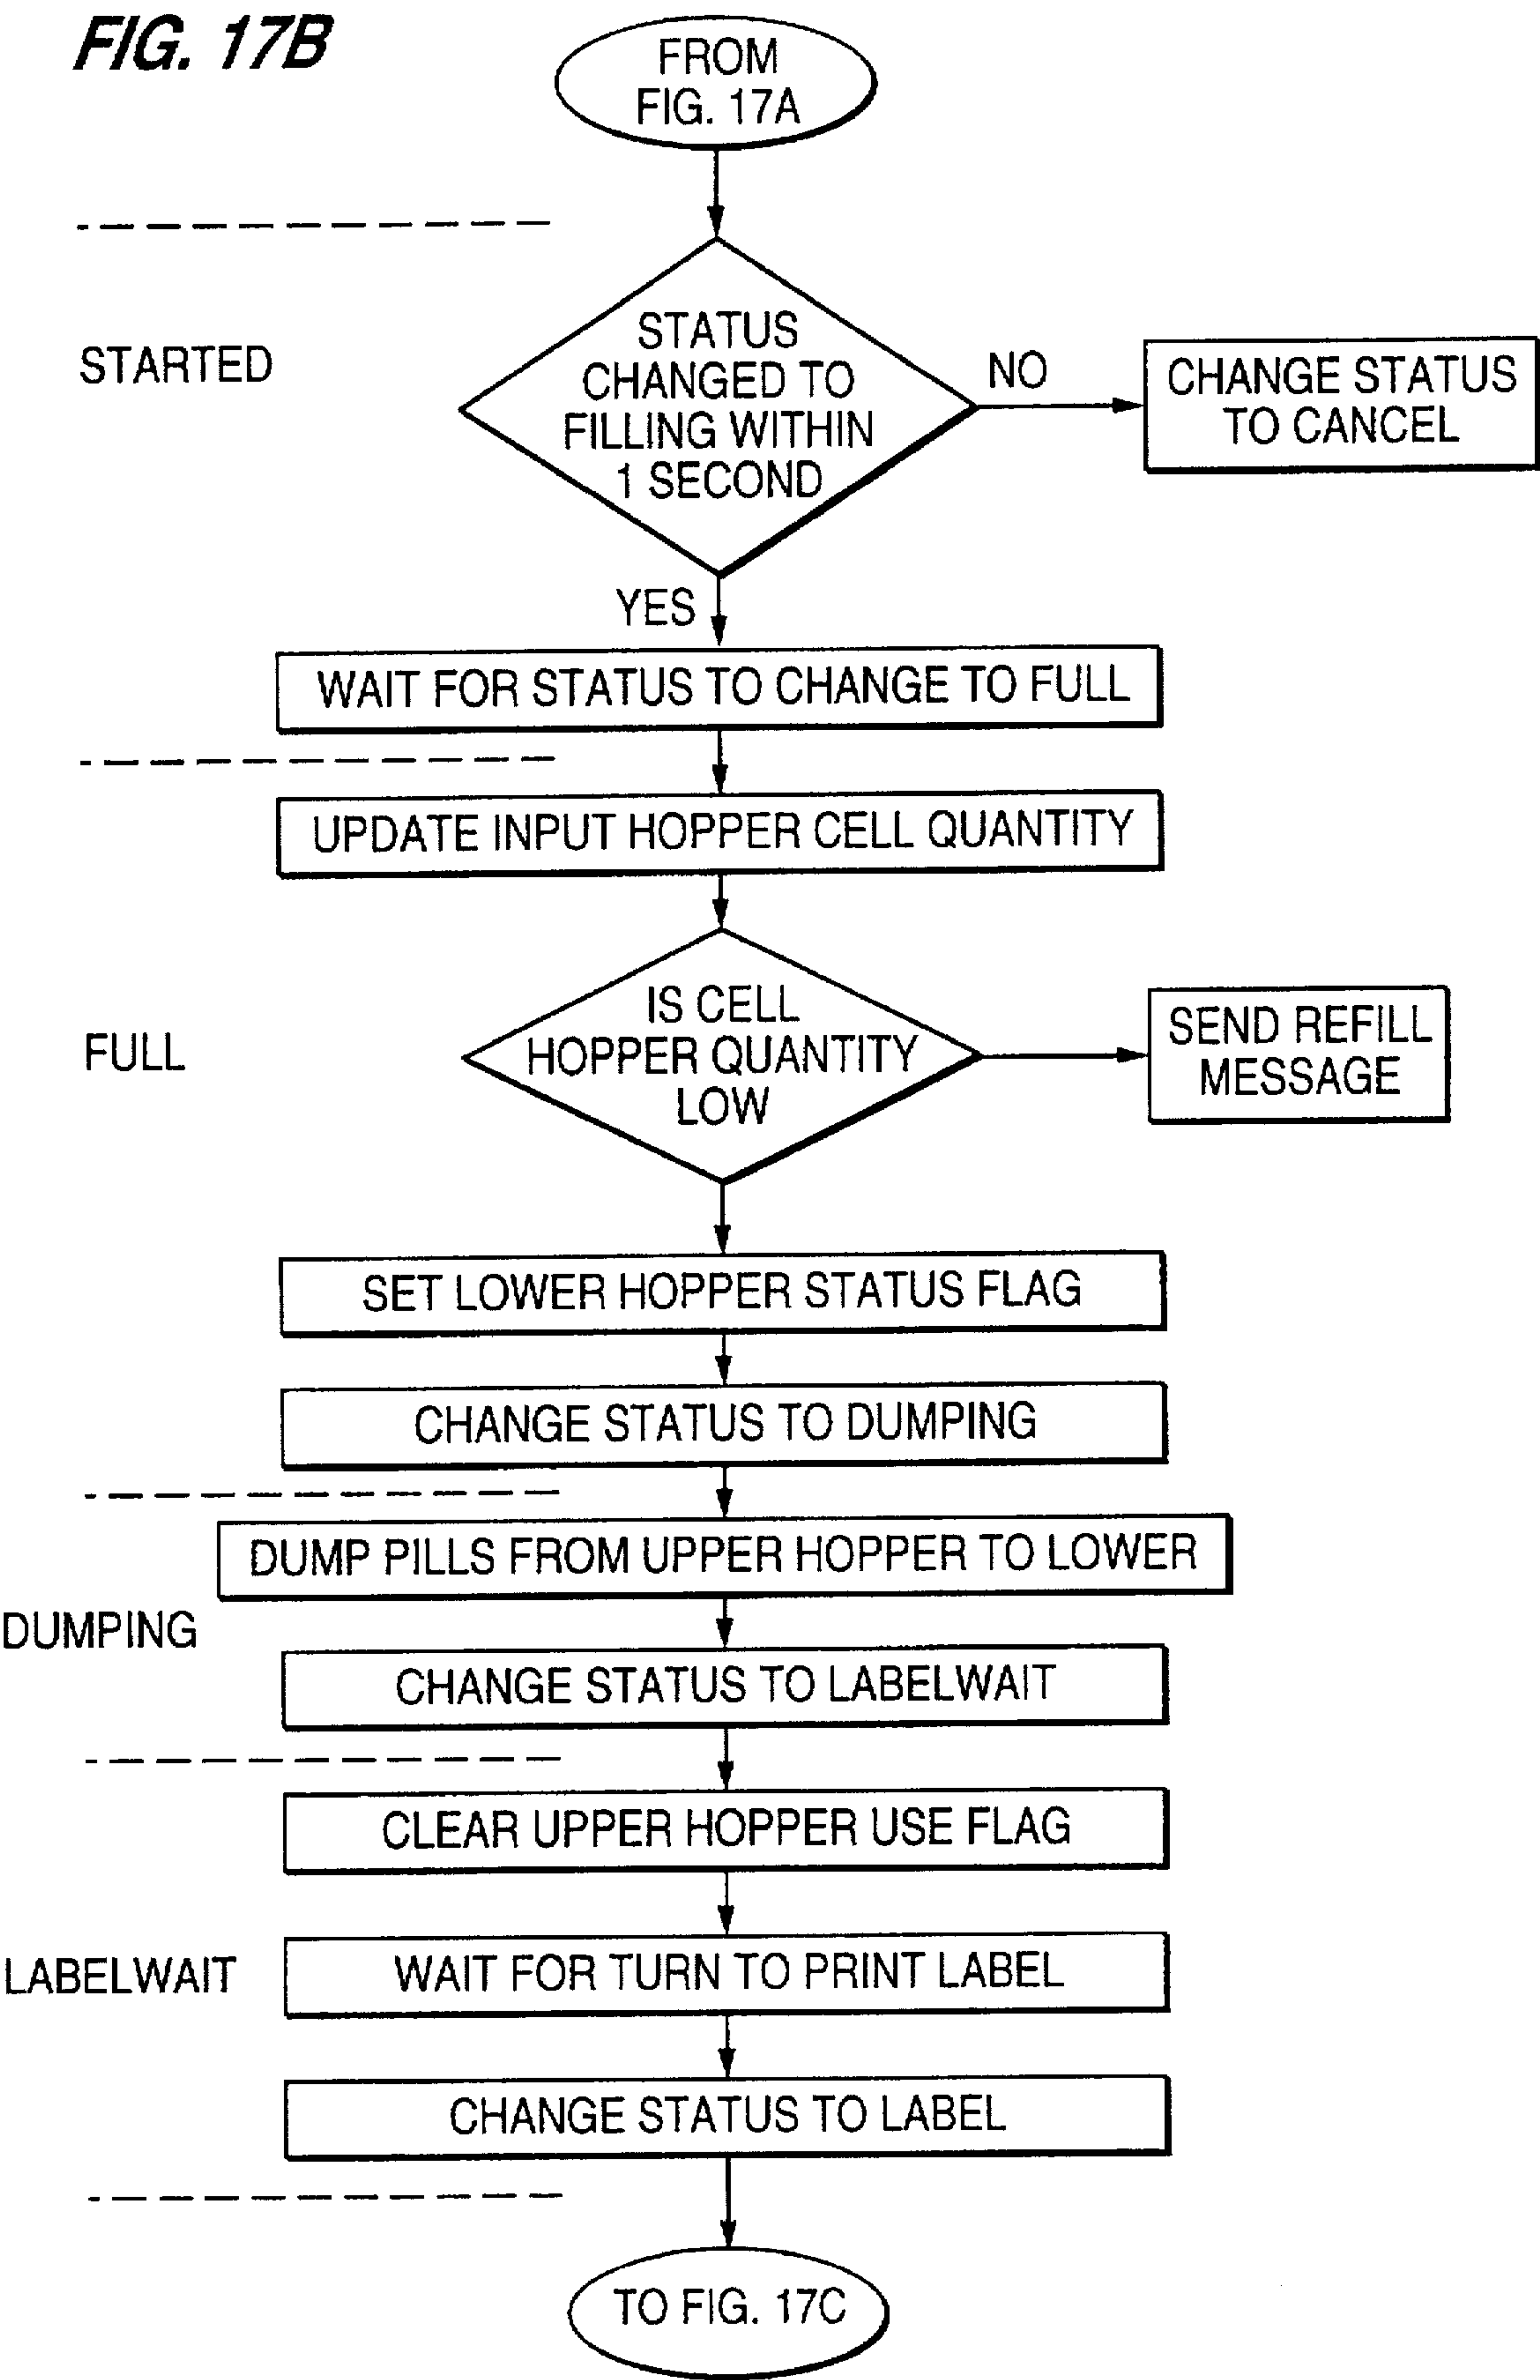 FIG. 17B
FROM
FIG. 17A
STARTED
STATUS
CHANGED TO
FILLING WITHIN
1 SECOND
NO
CHANGE STATUS
TO CANCEL
YES
WAIT FOR STATUS TO CHANGE TO FULL
UPDATE INPUT HOPPER CELL QUANTITY
FULL
IS CELL
HOPPER QUANTITY
LOW
SEND REFILL
MESSAGE
SET LOWER HOPPER STATUS FLAG
CHANGE STATUS TO DUMPING
DUMP PILLS FROM UPPER HOPPER TO LOWER
DUMPING
CHANGE STATUS TO LABELWAIT
CLEAR UPPER HOPPER USE FLAG
LABELWAIT
WAIT FOR TURN TO PRINT LABEL
CHANGE STATUS TO LABEL
TO FIG. 17C